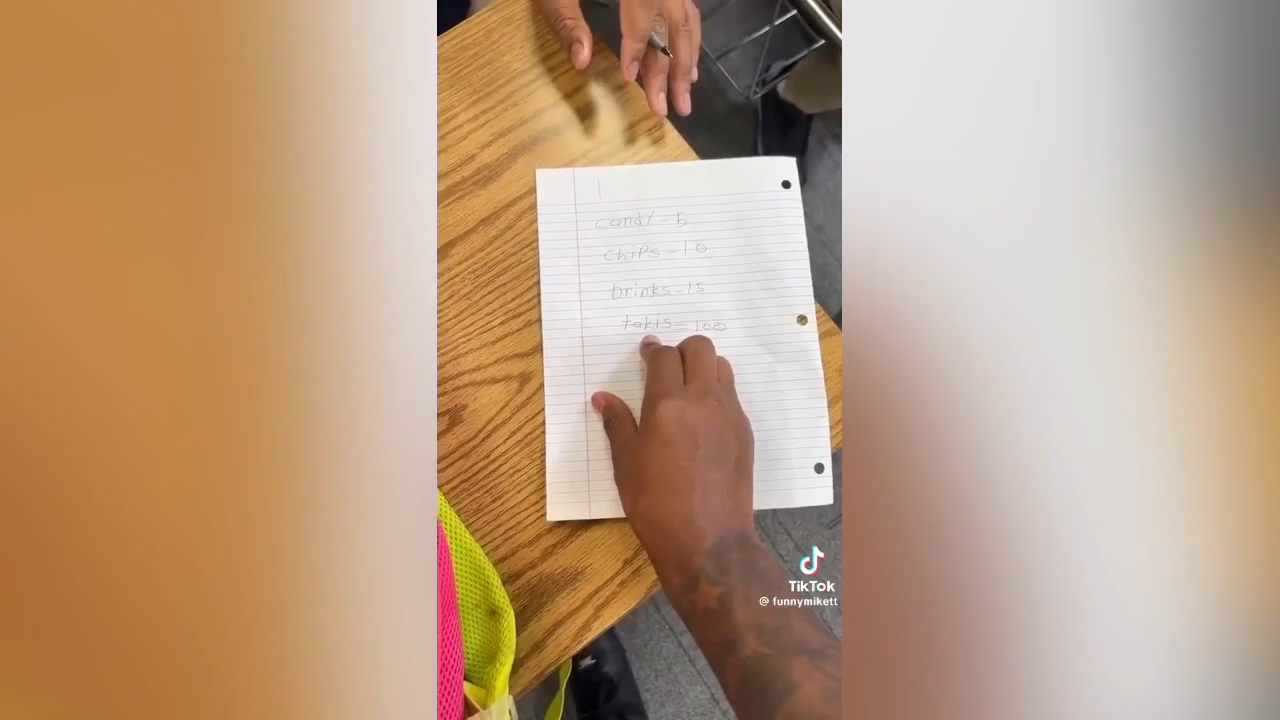 candy - 5
chips - 10
Drinks - 15
takis = 100
TikTok
@ funnymikett